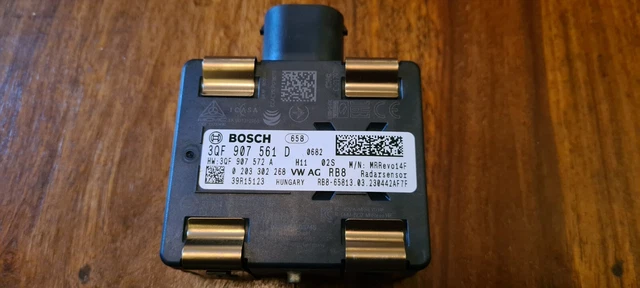 BOSCH 658
3QF 907 561 D 0682
HW:3QF 907 572 A H11 02S M/N: MRRevo14F
0 203 302 268 VW AG RB8 Radarsensor
39R15123 HUNGARY RB8-65813.03.230442AF7F